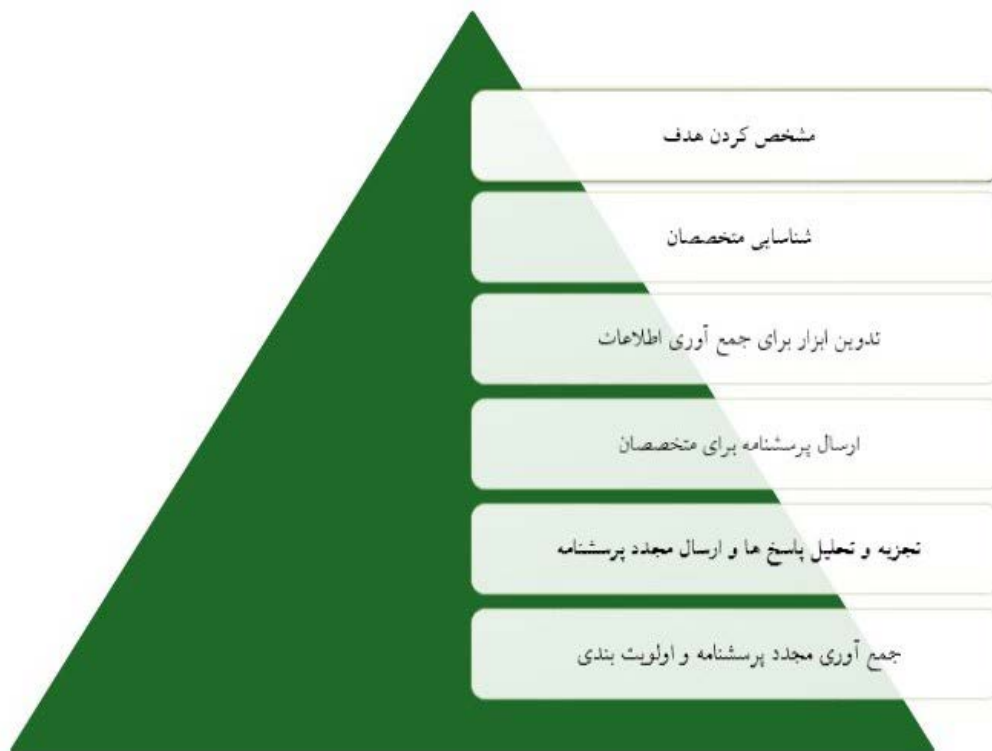 مشخص کردن هدف
شناسایی متخصصان
تدوین ابزار برای جمع آوری اطلاعات
ارسال پرسشنامه برای متخصصان
تجزیه و تحلیل پاسخ ها و ارسال مجدد پرسشنامه
جمع آوری مجدد پرسشنامه و اولویت بندی